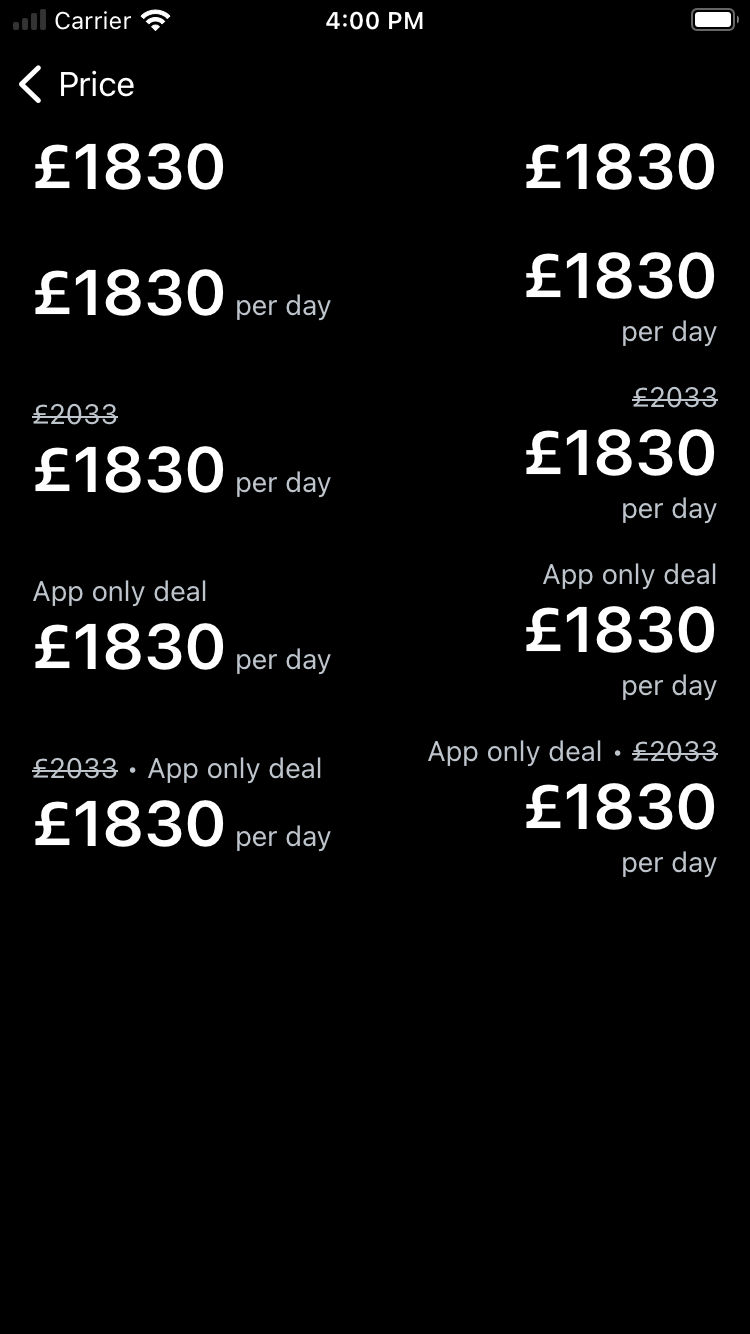 Carrier 4:00 PM
Price
£1830 £1830
£1830 per day
£1830
per day
£2033
£1830 per day
£2033
£1830
per day
App only deal
£1830 per day
App only deal
£1830
per day
£2033 • App only deal
£1830 per day
App only deal • £2033
£1830
per day